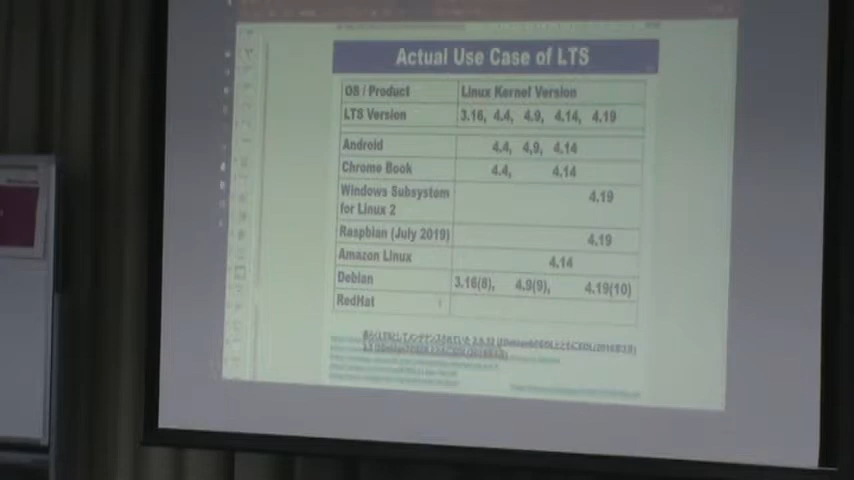 Actual Use Case of LTS
OS / Product Linux Kernel Version
LTS Version 3.16, 4.4, 4.9, 4.14, 4.19
Android 4.4, 4,9, 4.14
Chrome Book 4.4, 4.14
Windows Subsystom
for Linux 2 4.19
Raspbian (July 2019) 4.19
Amazon Linux 4.14
Debian 3.16(8), 4.9(9), 4.19(10)
RedHat